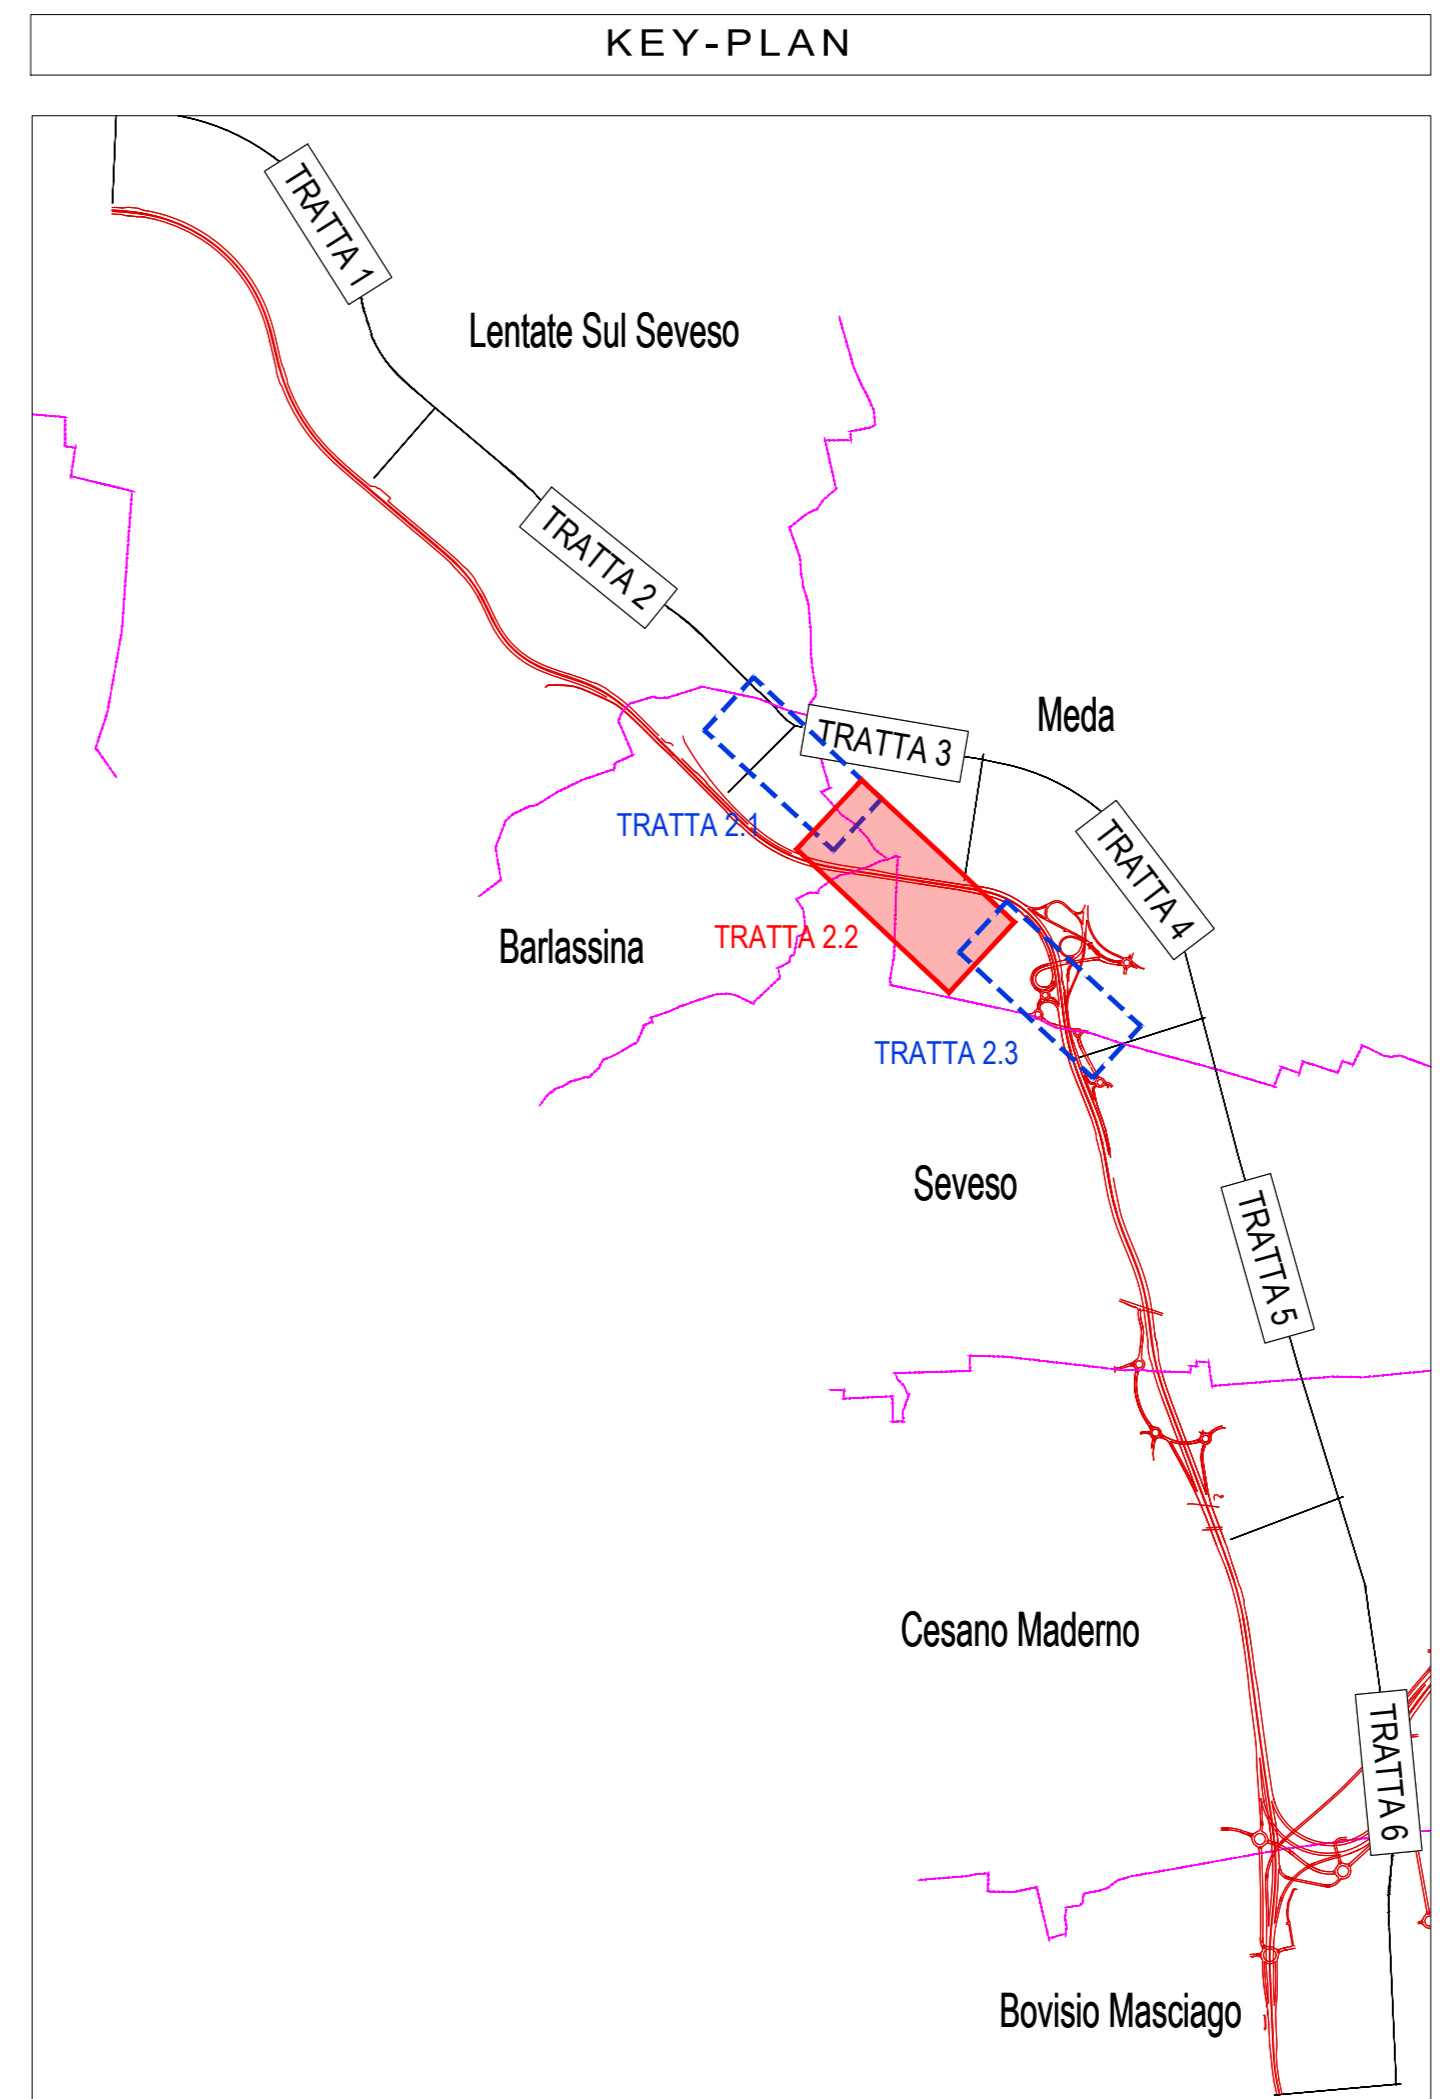 KEY-PLAN
TRATTA 1
Lentate Sul Seveso
TRATTA 2
Meda
TRATTA 3
TRATTA 2.1
TRATTA 4
TRATTA 2.2
Barlassina
TRATTA 2.3
Seveso
TRATTA 5
Cesano Maderno
TRATTA 6
Bovisio Masciago